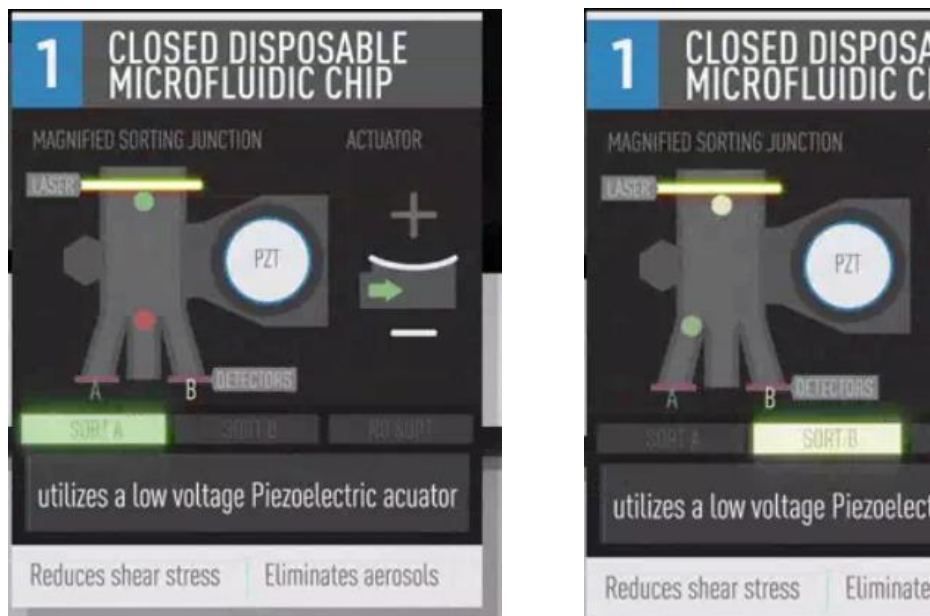 1
CLOSED DISPOSABLE
MICROFLUIDIC CHIP
MAGNIFIED SORTING JUNCTION
ACTUATOR
LASER
+
PZT
−
A
B
DETECTORS
SORT A
SORT B
NO SORT
utilizes a low voltage Piezoelectric acuator
Reduces shear stress
Eliminates aerosols
1
CLOSED DISPOSA
MICROFLUIDIC C
MAGNIFIED SORTING JUNCTION
LASER
PZT
A
B
DETECTORS
SORT A
SORT B
utilizes a low voltage Piezoelect
Reduces shear stress
Eliminate